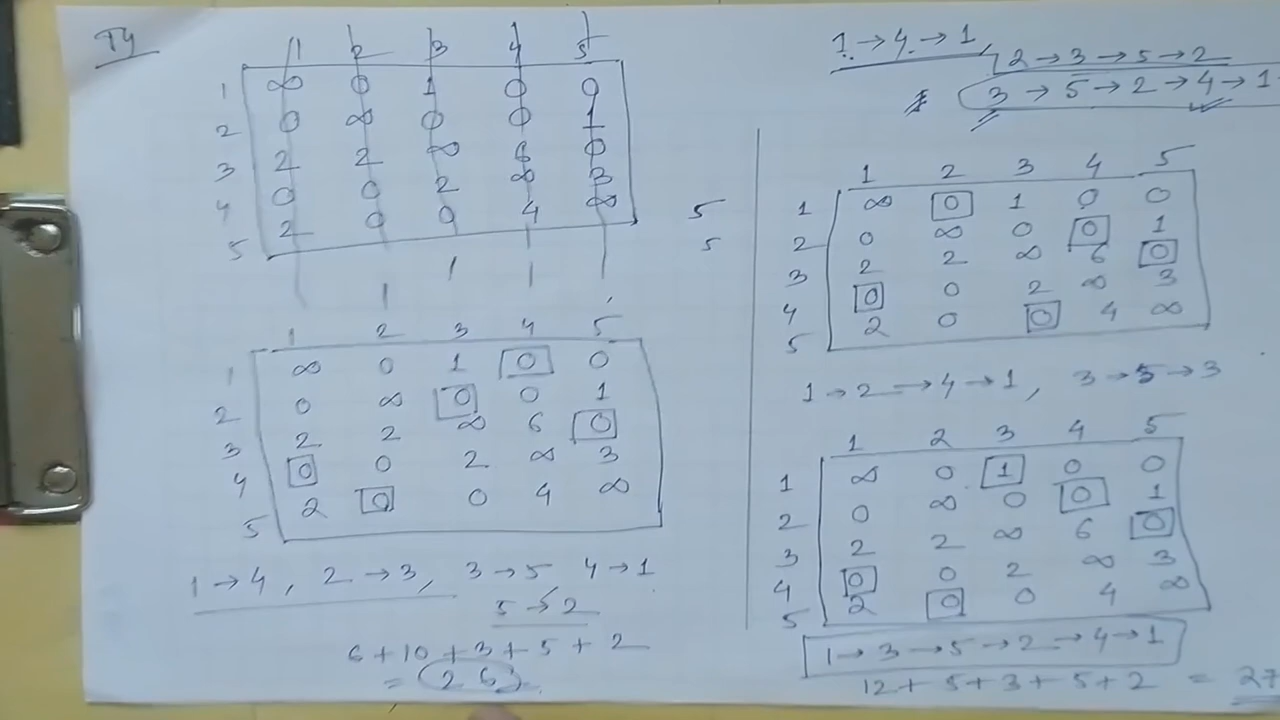 T4
1 2 3 4 5
1 ∞ 0 1 0 0
2 0 ∞ 0 0 1
3 2 2 ∞ 6 0
4 0 0 2 ∞ 3
5 2 0 0 4 ∞
5
5
1 2 3 4 5
1 ∞ 0 1 0 0
2 0 ∞ 0 0 1
3 2 2 ∞ 6 0
4 0 0 2 ∞ 3
5 2 0 0 4 ∞
1 → 4 , 2 → 3 , 3 → 5 4 → 1
5 → 2
6 + 10 + 3 + 5 + 2
= 26
1 → 4 → 1 , 2 → 3 → 5 → 2
3 → 5 → 2 → 4 → 1
1 2 3 4 5
1 ∞ 0 1 0 0
2 0 ∞ 0 0 1
3 2 2 ∞ 6 0
4 0 0 2 ∞ 3
5 2 0 0 4 ∞
1 → 2 → 4 → 1 , 3 → 5 → 3
1 2 3 4 5
1 ∞ 0 1 0 0
2 0 ∞ 0 0 1
3 2 2 ∞ 6 0
4 0 0 2 ∞ 3
5 2 0 0 4 ∞
1 → 3 → 5 → 2 → 4 → 1
12 + 5 + 3 + 5 + 2 = 27